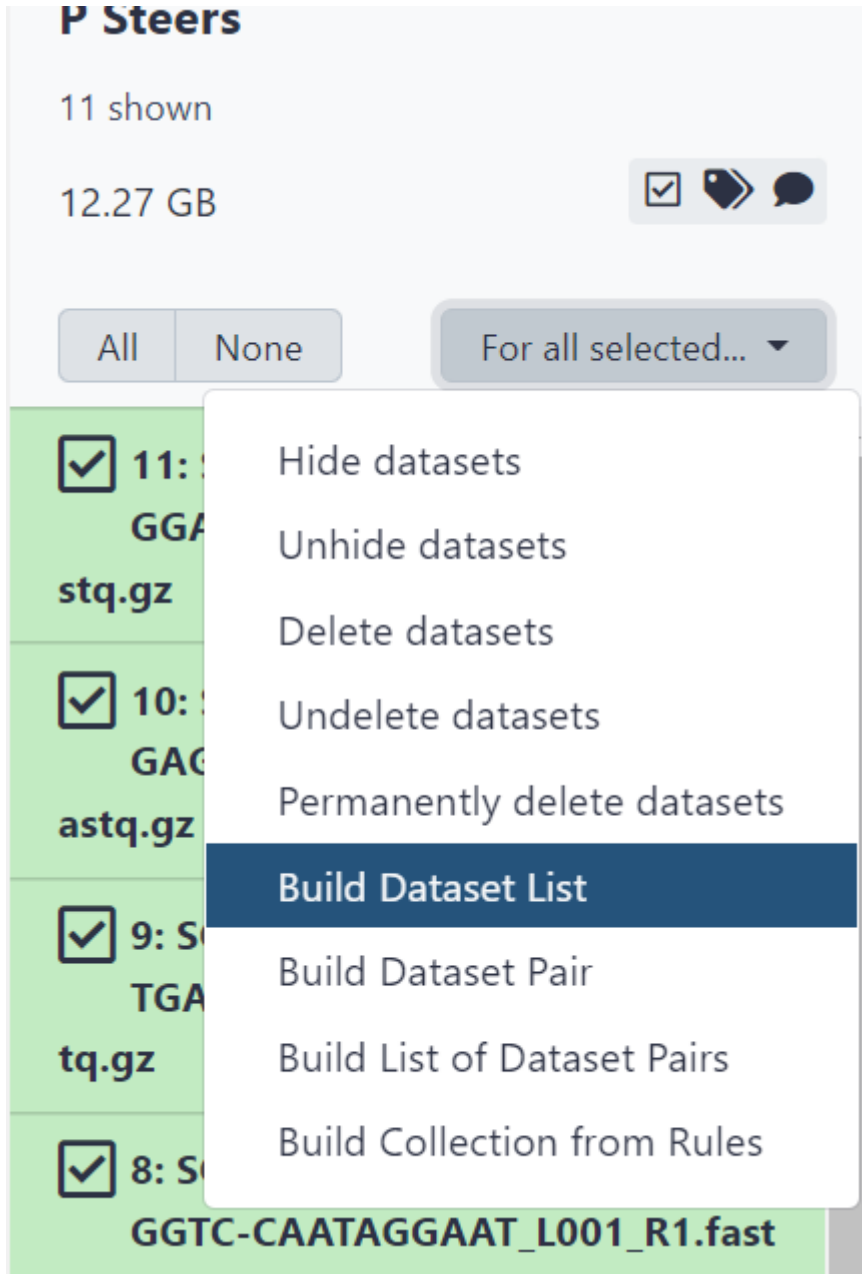 P Steers
11 shown
12.27 GB
All
None
For all selected...
Hide datasets
Unhide datasets
Delete datasets
Undelete datasets
Permanently delete datasets
Build Dataset List
Build Dataset Pair
Build List of Dataset Pairs
Build Collection from Rules
11:
GGA
stq.gz
10:
GAG
astq.gz
9:
TGA
tq.gz
8:
GGTC-CAATAGGAAT_L001_R1.fast